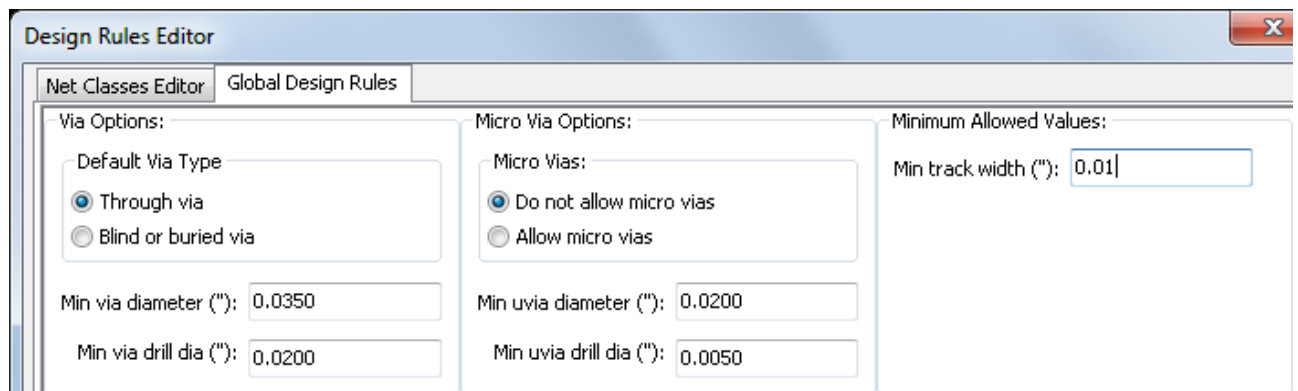 Design Rules Editor
Net Classes Editor
Global Design Rules
Via Options:
Default Via Type
Through via
Blind or buried via
Min via diameter ("): 0.0350
Min via drill dia ("): 0.0200
Micro Via Options:
Micro Vias:
Do not allow micro vias
Allow micro vias
Min uvia diameter ("): 0.0200
Min uvia drill dia ("): 0.0050
Minimum Allowed Values:
Min track width ("): 0.01